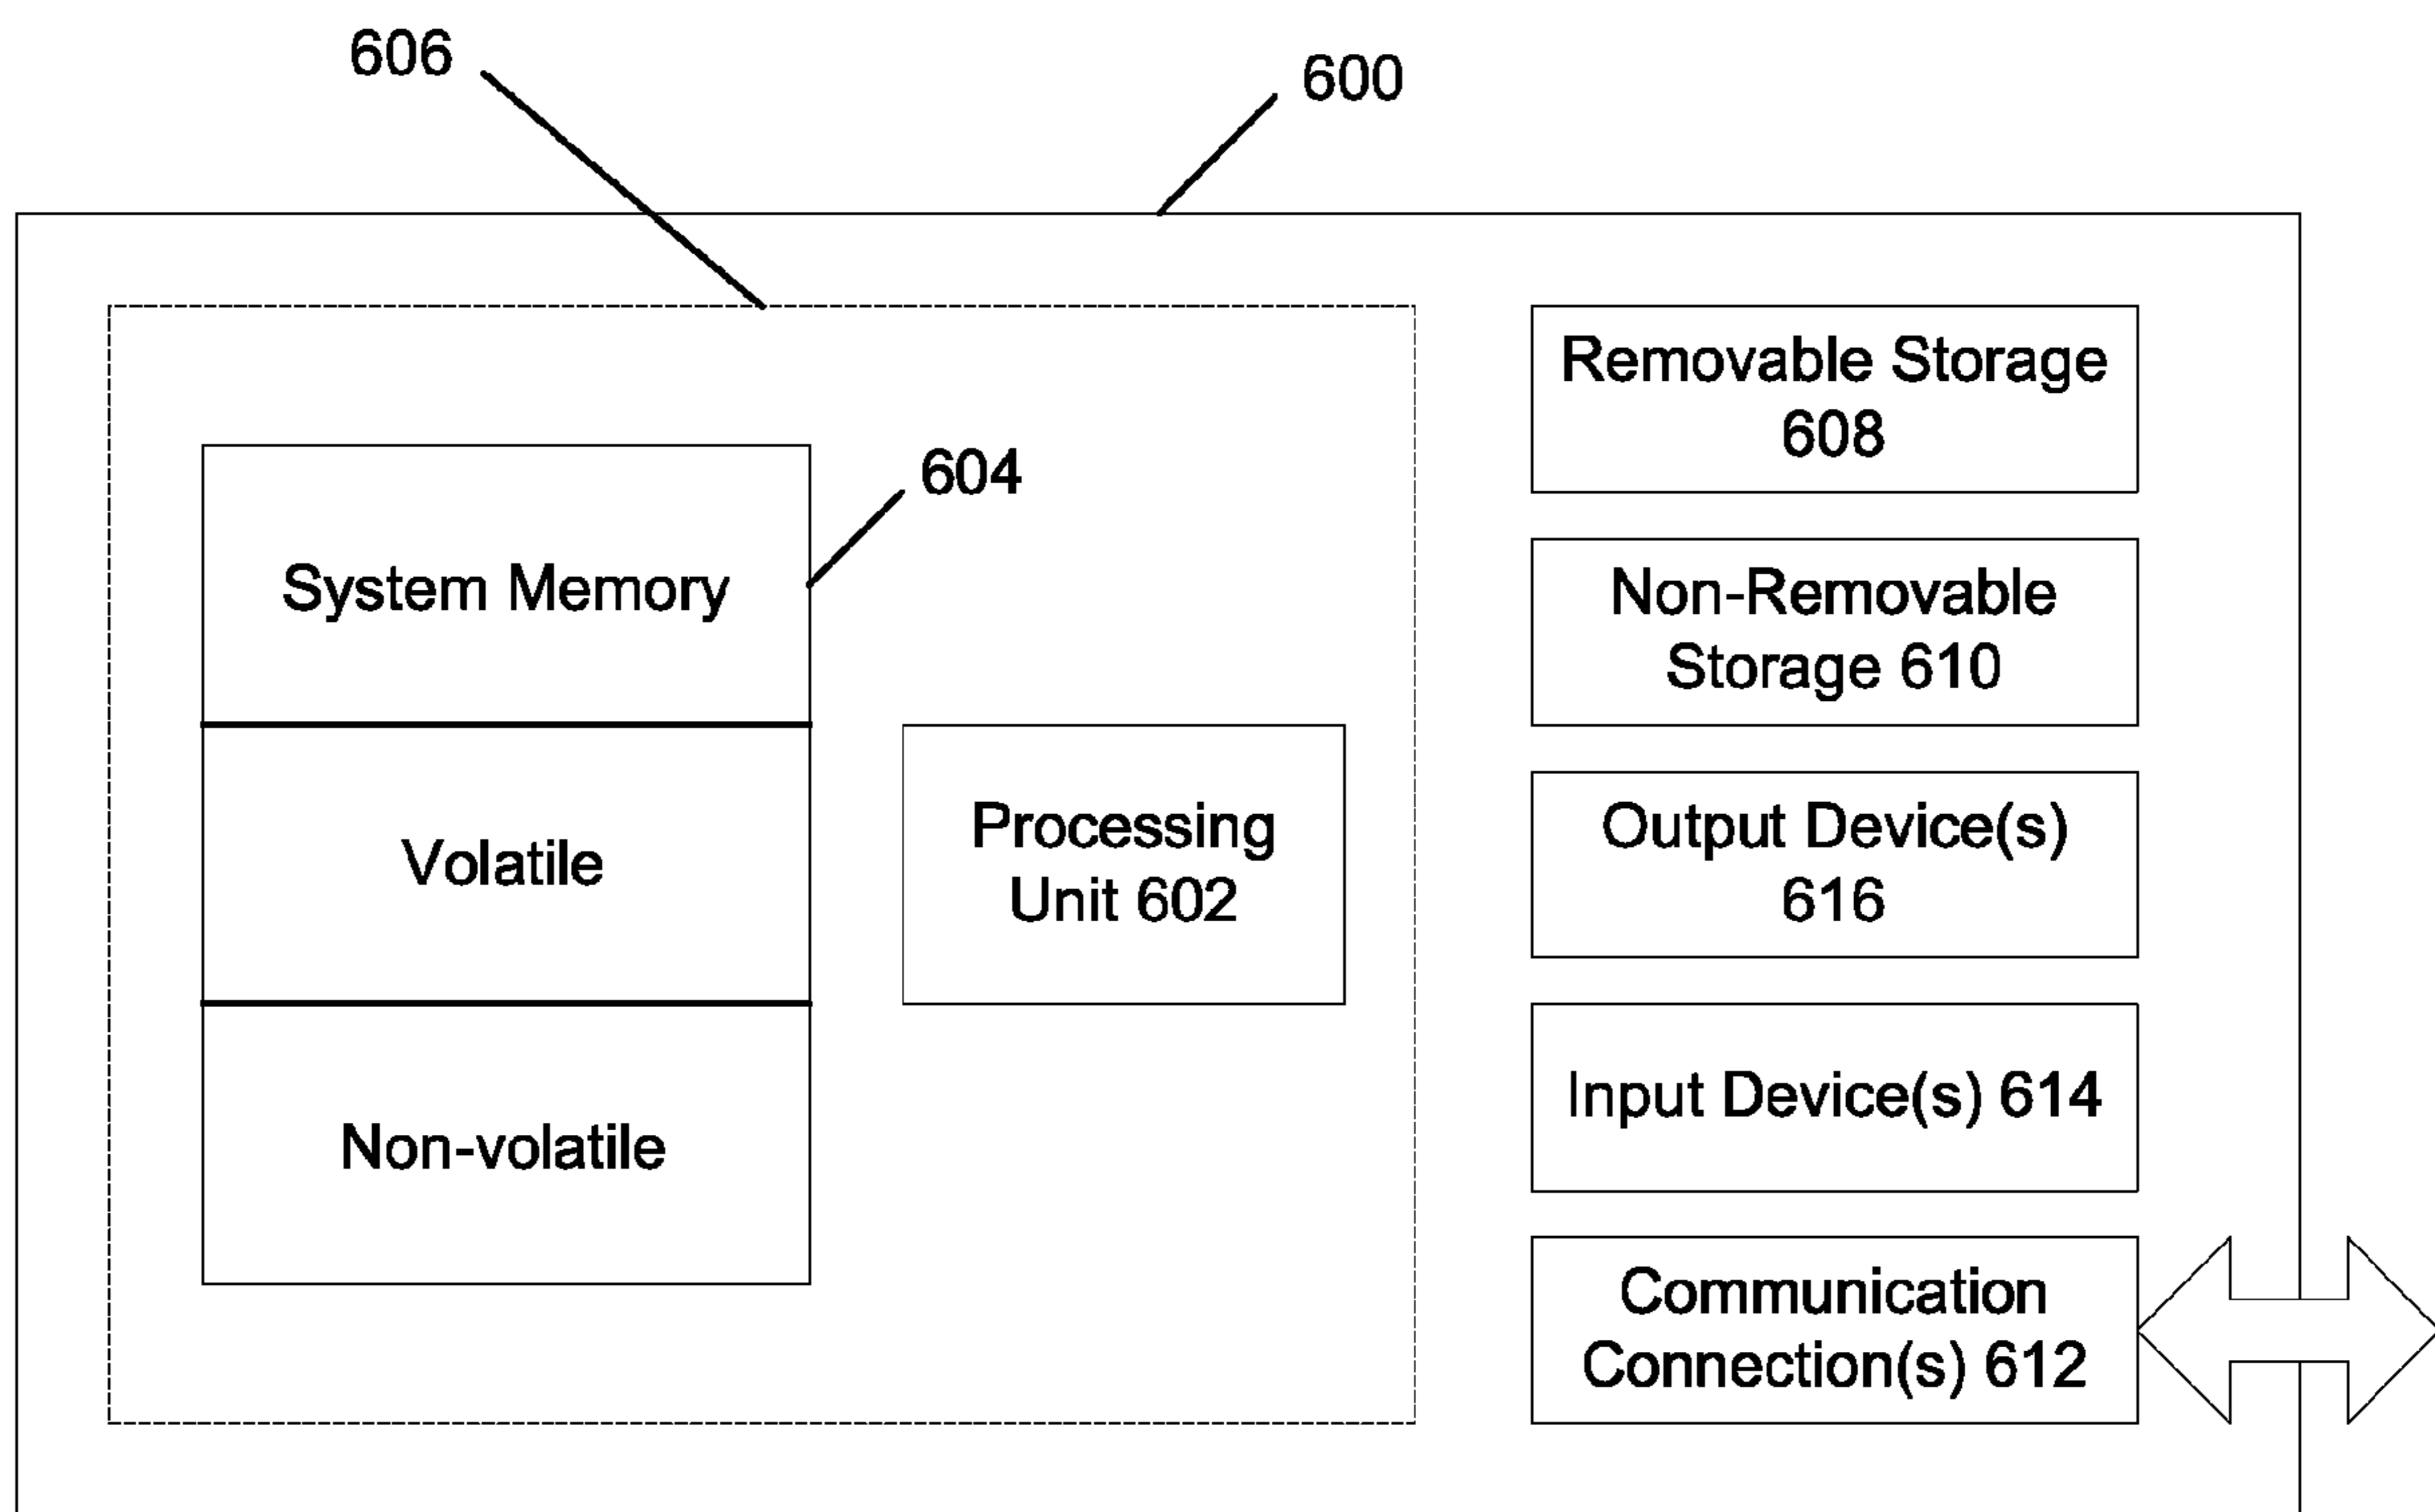 606
600
604
System Memory
Volatile
Non-volatile
Processing
Unit 602
Removable Storage
608
Non-Removable
Storage 610
Output Device(s)
616
Input Device(s) 614
Communication
Connection(s) 612